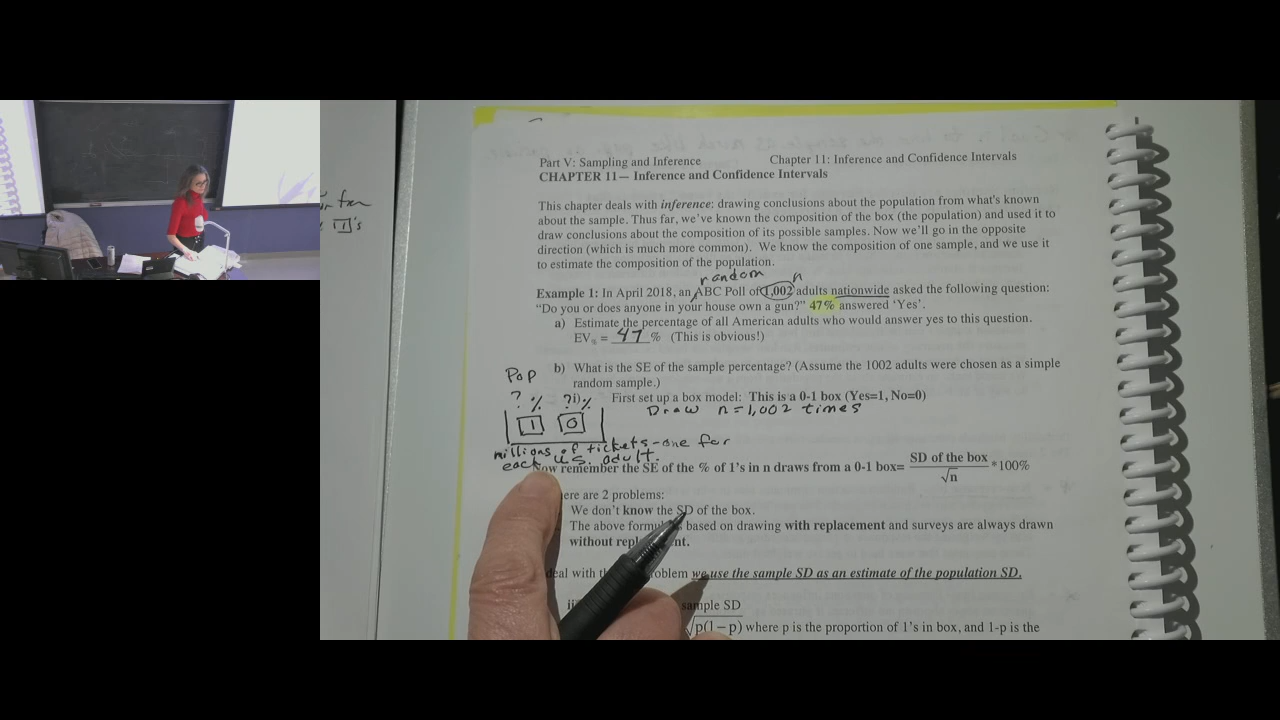 Part V: Sampling and Inference Chapter 11: Inference and Confidence Intervals
CHAPTER 11— Inference and Confidence Intervals
This chapter deals with inference: drawing conclusions about the population from what's known
about the sample. Thus far, we've known the composition of the box (the population) and used it to
draw conclusions about the composition of its possible samples. Now we'll go in the opposite
direction (which is much more common). We know the composition of one sample, and we use it
to estimate the composition of the population.
random n
Example 1: In April 2018, an ABC Poll of 1,002 adults nationwide asked the following question:
“Do you or does anyone in your house own a gun?” 47% answered ‘Yes’.
a) Estimate the percentage of all American adults who would answer yes to this question.
EV% = 47 % (This is obvious!)
Pop
b) What is the SE of the sample percentage? (Assume the 1002 adults were chosen as a simple
random sample.)
? % ? %
i) First set up a box model: This is a 0-1 box (Yes=1, No=0)
Draw n=1,002 times
1 0
millions of tickets - one for
each US adult.
ow remember the SE of the % of 1's in n draws from a 0-1 box= SD of the box / √n *100%
ere are 2 problems:
We don't know the SD of the box.
The above formul based on drawing with replacement and surveys are always drawn
without repl nt.
deal with th roblem we use the sample SD as an estimate of the population SD.
sample SD
√p(1−p) where p is the proportion of 1's in box, and 1-p is the
1's